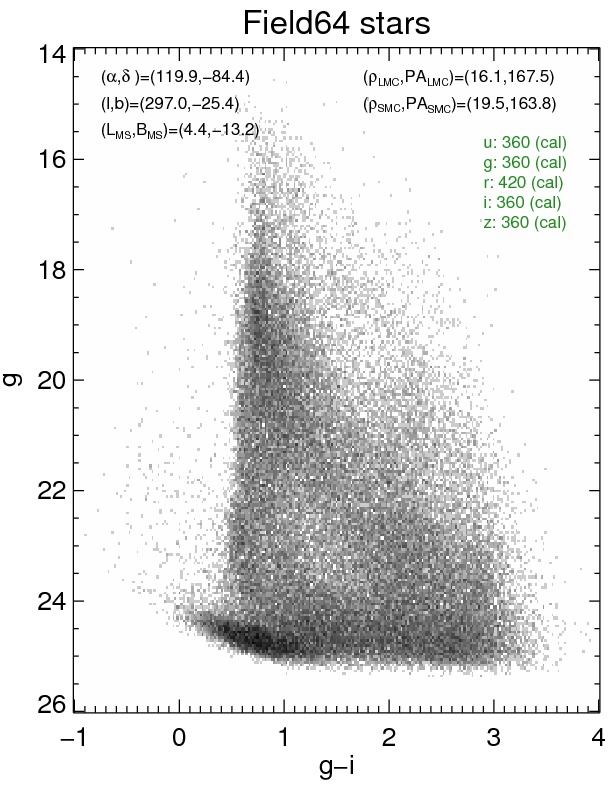 Field64 stars
14
(α,δ)=(119.9,−84.4)
(ρLMC,PALMC)=(16.1,167.5)
(l,b)=(297.0,−25.4)
(ρSMC,PASMC)=(19.5,163.8)
(LMS,BMS)=(4.4,−13.2)
u: 360 (cal)
g: 360 (cal)
r: 420 (cal)
i: 360 (cal)
z: 360 (cal)
16
18
20
g
22
24
26
−1 0 1 2 3 4
g−i